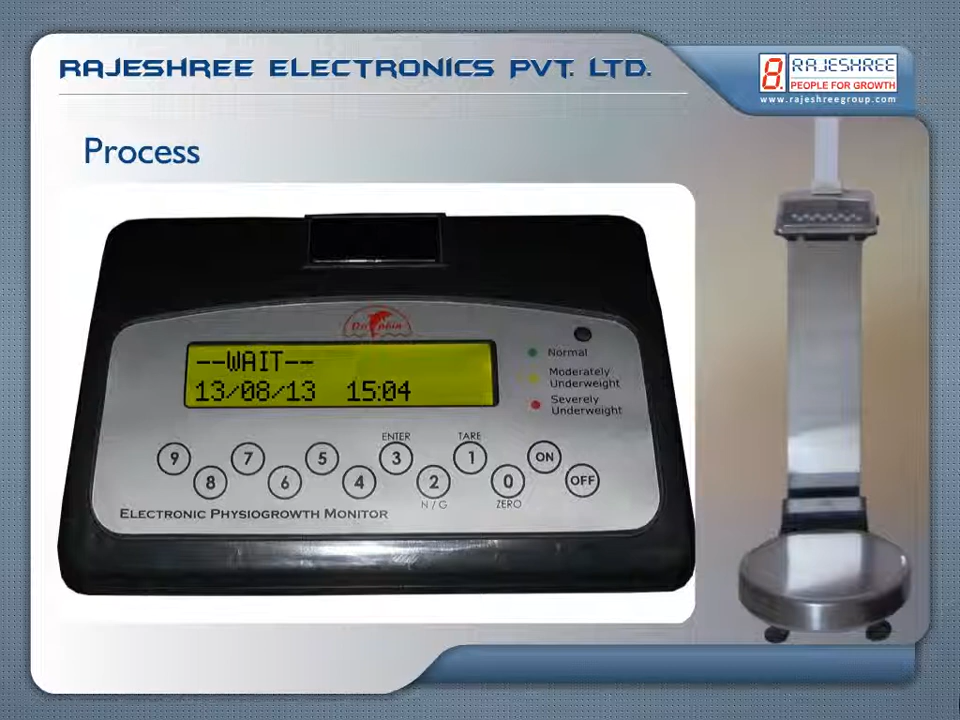 RAJESHREE ELECTRONICS PVT. LTD.
8.
RAJESHREE
PEOPLE FOR GROWTH
www.rajeshreegroup.com
Process
Dolphin
--WAIT--
13/08/13 15:04
Normal
Moderately
Underweight
Severely
Underweight
ENTER
TARE
9 7 5 3 1 ON
8 6 4 2 0 OFF
N / G
ZERO
ELECTRONIC PHYSIOGROWTH MONITOR